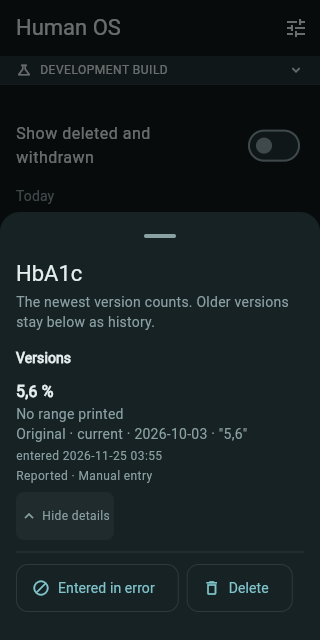 Human OS
DEVELOPMENT BUILD
Show deleted and
withdrawn
Today
HbA1c
The newest version counts. Older versions
stay below as history.
Versions
5,6 %
No range printed
Original · current · 2026-10-03 · "5,6"
entered 2026-11-25 03:55
Reported · Manual entry
Hide details
Entered in error
Delete